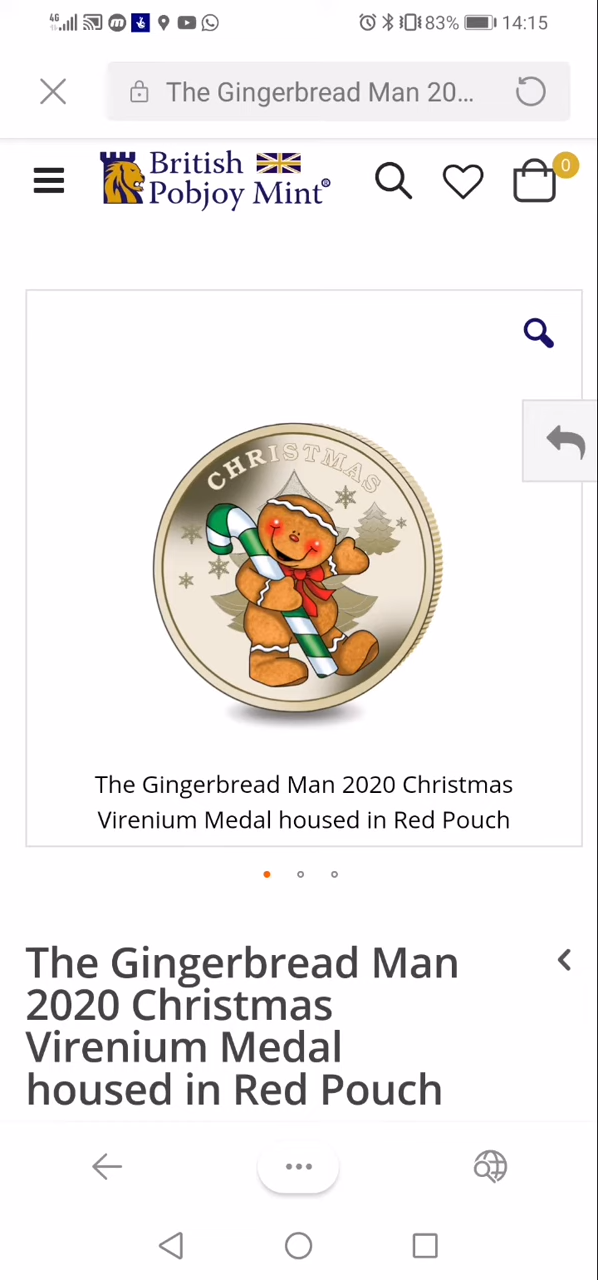 4G 83% 14:15
The Gingerbread Man 20...
British
Pobjoy Mint®
0
CHRISTMAS
The Gingerbread Man 2020 Christmas
Virenium Medal housed in Red Pouch
The Gingerbread Man
2020 Christmas
Virenium Medal
housed in Red Pouch